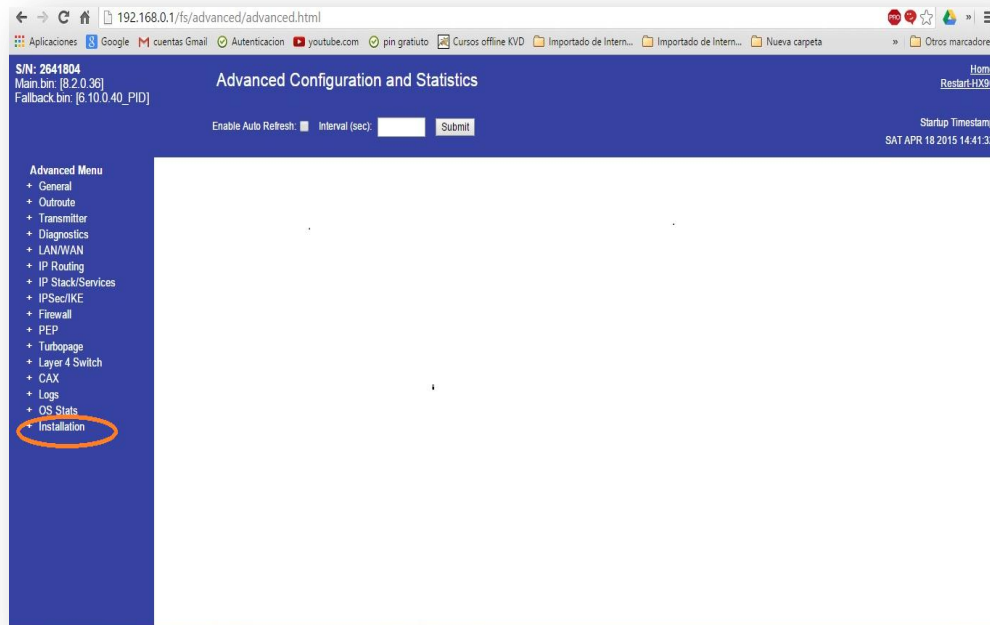 192.168.0.1/fs/advanced/advanced.html
PRO
Aplicaciones Google cuentas Gmail Autenticacion youtube.com pin gratiuto Cursos offline KVD Importado de Intern... Importado de Intern... Nueva carpeta » Otros marcadore
S/N: 2641804
Main.bin: [8.2.0.36]
Fallback.bin: [6.10.0.40_PID]
Advanced Configuration and Statistics
Home
Restart-HX9
Enable Auto Refresh: Interval (sec): Submit
Startup Timestam
SAT APR 18 2015 14:41:3
Advanced Menu
+ General
+ Outroute
+ Transmitter
+ Diagnostics
+ LAN/WAN
+ IP Routing
+ IP Stack/Services
+ IPSec/IKE
+ Firewall
+ PEP
+ Turbopage
+ Layer 4 Switch
+ CAX
+ Logs
+ OS Stats
+ Installation